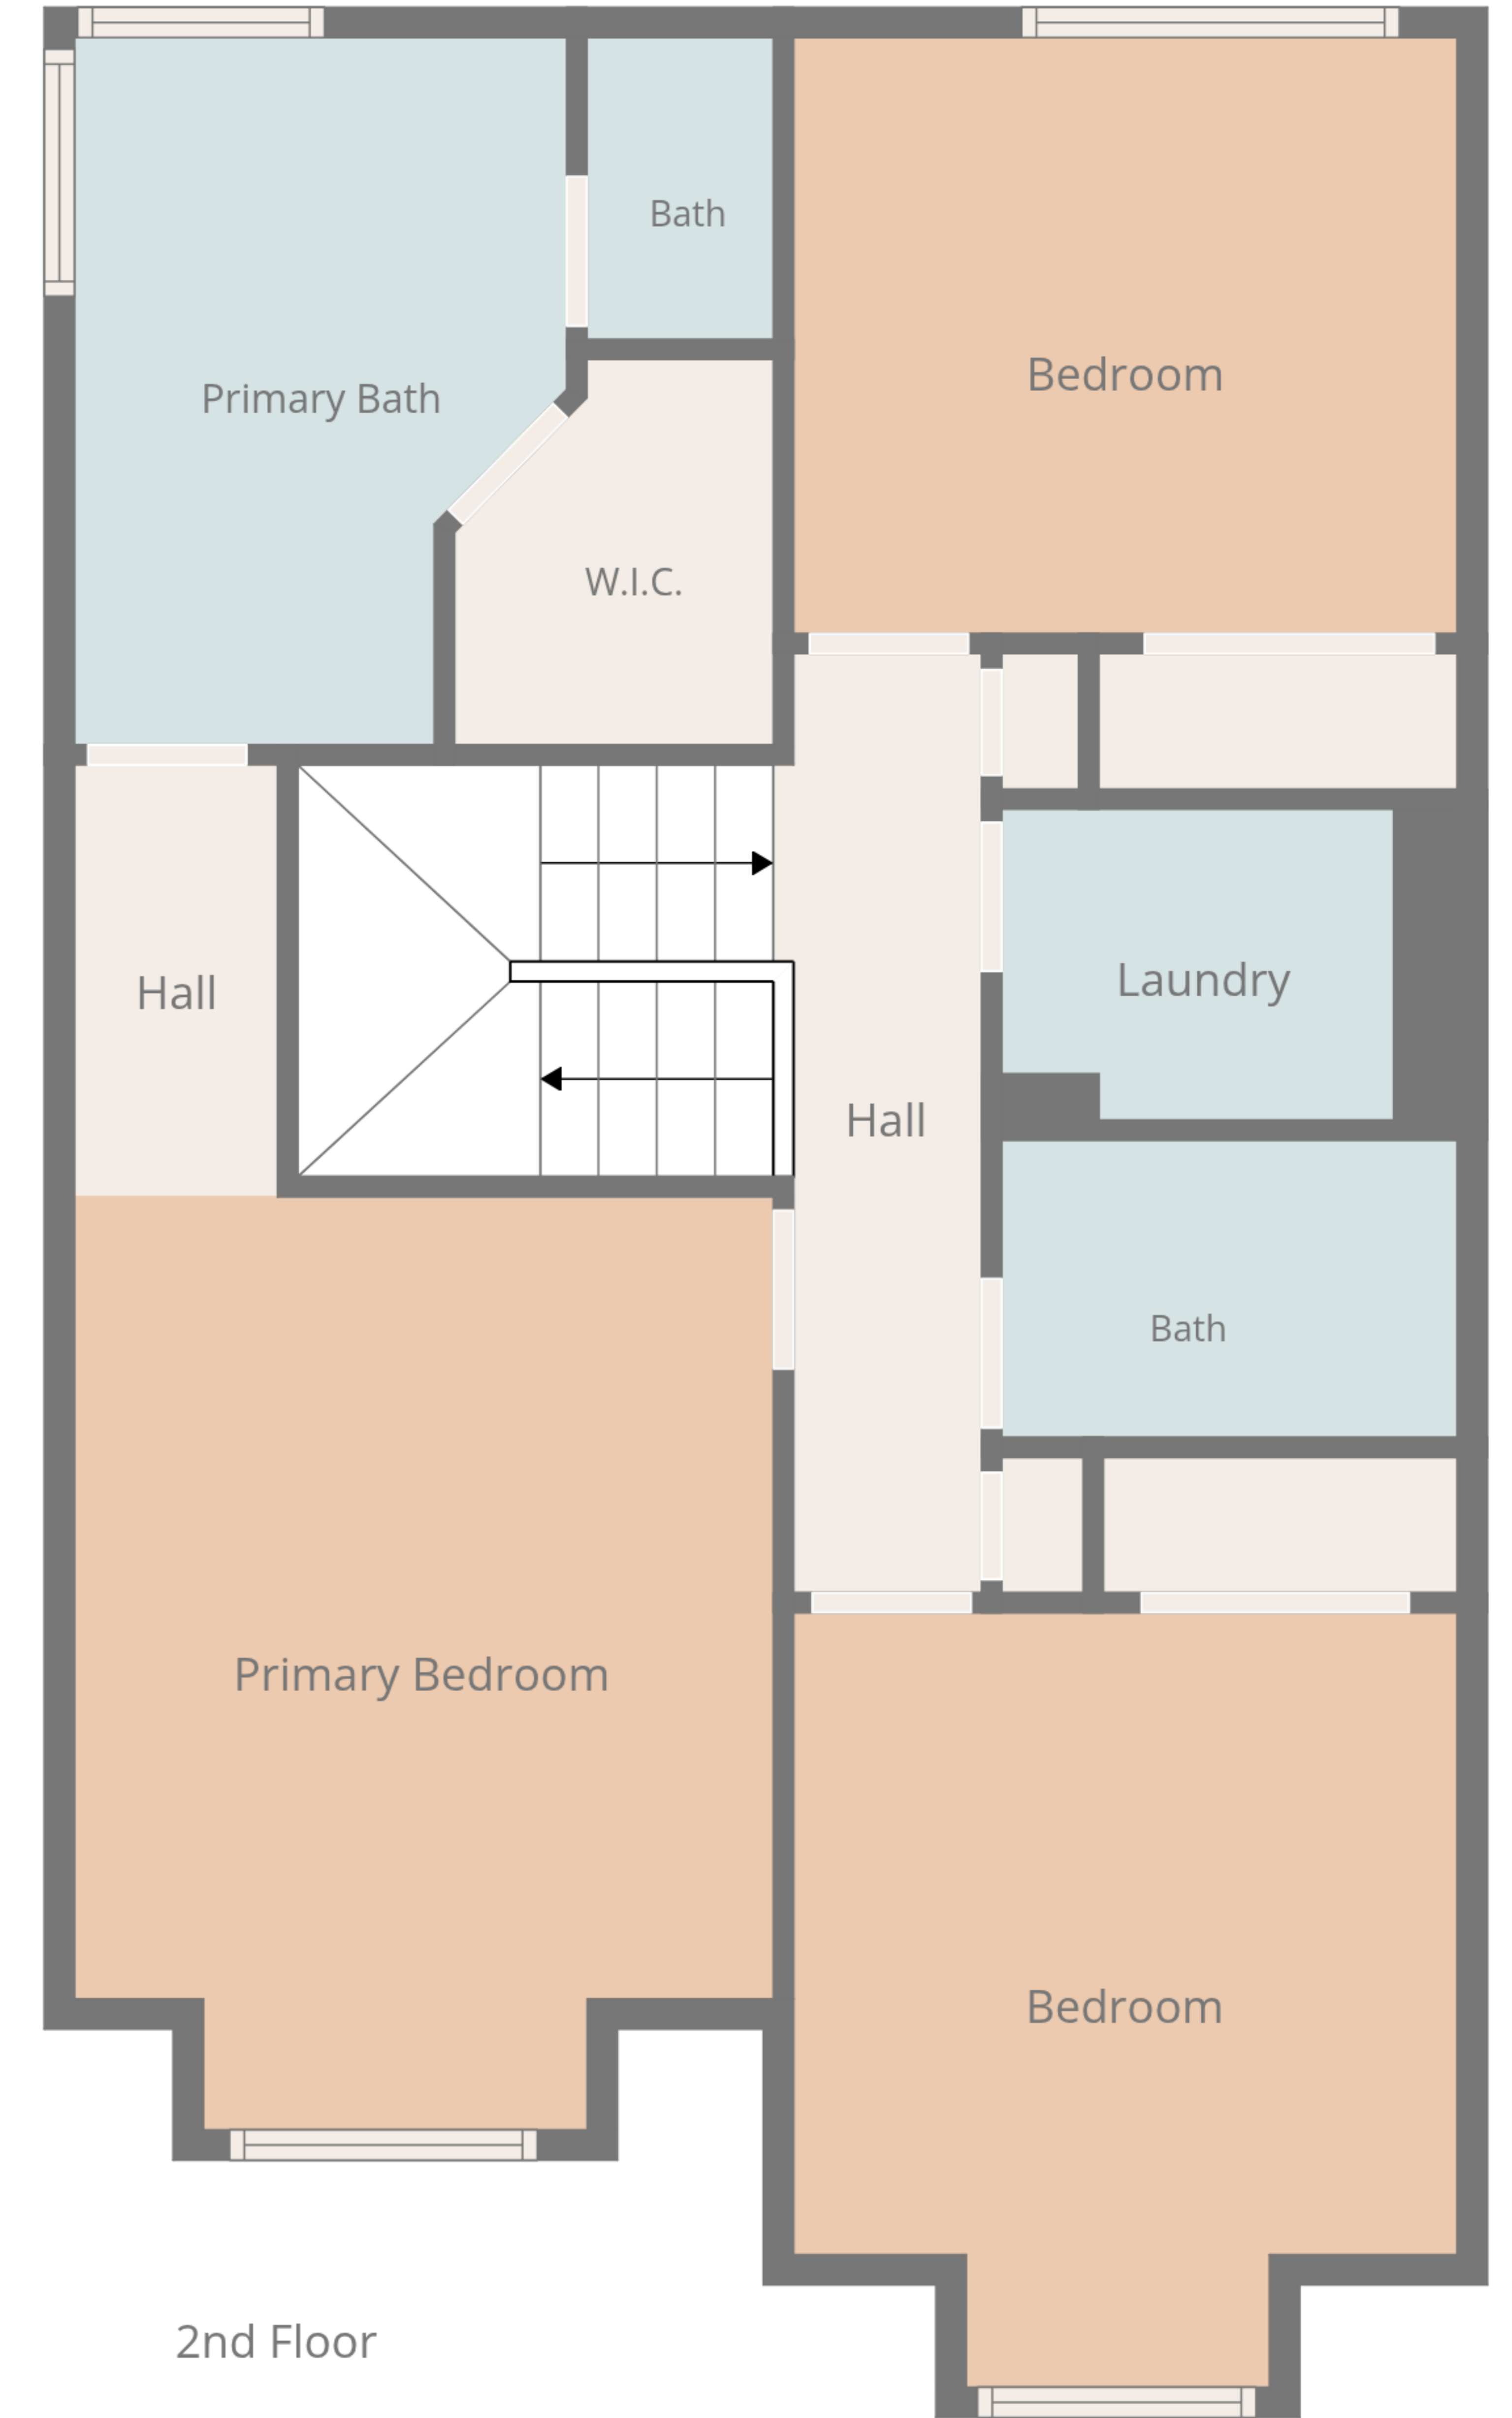 Bath
Bedroom
Primary Bath
W.I.C.
Laundry
Hall
Hall
Bath
Primary Bedroom
Bedroom
2nd Floor